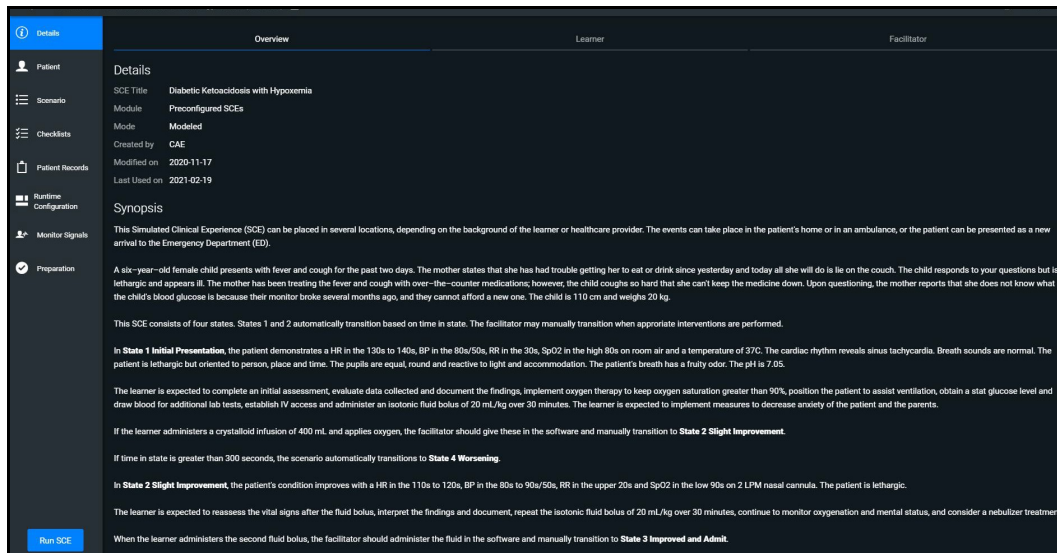 Details
Patient
Scenario
Checklists
Patient Records
Runtime
Configuration
Monitor Signals
Preparation
Run SCE
Overview
Learner
Facilitator
Details
SCE Title Diabetic Ketoacidosis with Hypoxemia
Module Preconfigured SCEs
Mode Modeled
Created by CAE
Modified on 2020-11-17
Last Used on 2021-02-19
Synopsis
This Simulated Clinical Experience (SCE) can be placed in several locations, depending on the background of the learner or healthcare provider. The events can take place in the patient's home or in an ambulance, or the patient can be presented as a new
arrival to the Emergency Department (ED).
A six–year–old female child presents with fever and cough for the past two days. The mother states that she has had trouble getting her to eat or drink since yesterday and today all she will do is lie on the couch. The child responds to your questions but is
lethargic and appears ill. The mother has been treating the fever and cough with over–the–counter medications; however, the child coughs so hard that she can't keep the medicine down. Upon questioning, the mother reports that she does not know what
the child's blood glucose is because their monitor broke several months ago, and they cannot afford a new one. The child is 110 cm and weighs 20 kg.
This SCE consists of four states. States 1 and 2 automatically transition based on time in state. The facilitator may manually transition when approriate interventions are performed.
In State 1 Initial Presentation, the patient demonstrates a HR in the 130s to 140s, BP in the 80s/50s, RR in the 30s, SpO2 in the high 80s on room air and a temperature of 37C. The cardiac rhythm reveals sinus tachycardia. Breath sounds are normal. The
patient is lethargic but oriented to person, place and time. The pupils are equal, round and reactive to light and accommodation. The patient's breath has a fruity odor. The pH is 7.05.
The learner is expected to complete an initial assessment, evaluate data collected and document the findings, implement oxygen therapy to keep oxygen saturation greater than 90%, position the patient to assist ventilation, obtain a stat glucose level and
draw blood for additional lab tests, establish IV access and administer an isotonic fluid bolus of 20 mL/kg over 30 minutes. The learner is expected to implement measures to decrease anxiety of the patient and the parents.
If the learner administers a crystalloid infusion of 400 mL and applies oxygen, the facilitator should give these in the software and manually transition to State 2 Slight Improvement.
If time in state is greater than 300 seconds, the scenario automatically transitions to State 4 Worsening.
In State 2 Slight Improvement, the patient's condition improves with a HR in the 110s to 120s, BP in the 80s to 90s/50s, RR in the upper 20s and SpO2 in the low 90s on 2 LPM nasal cannula. The patient is lethargic.
The learner is expected to reassess the vital signs after the fluid bolus, interpret the findings and document, repeat the isotonic fluid bolus of 20 mL/kg over 30 minutes, continue to monitor oxygenation and mental status, and consider a nebulizer treatmen
When the learner administers the second fluid bolus, the facilitator should administer the fluid in the software and manually transition to State 3 Improved and Admit.